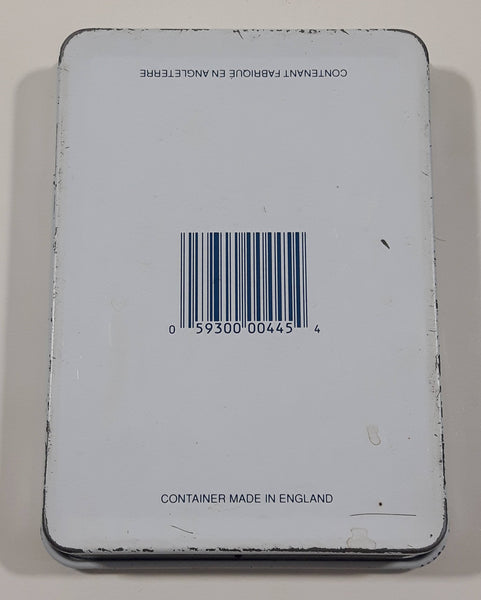 CONTENANT FABRIQUÉ EN ANGLETERRE
0 59300 00445 4
CONTAINER MADE IN ENGLAND